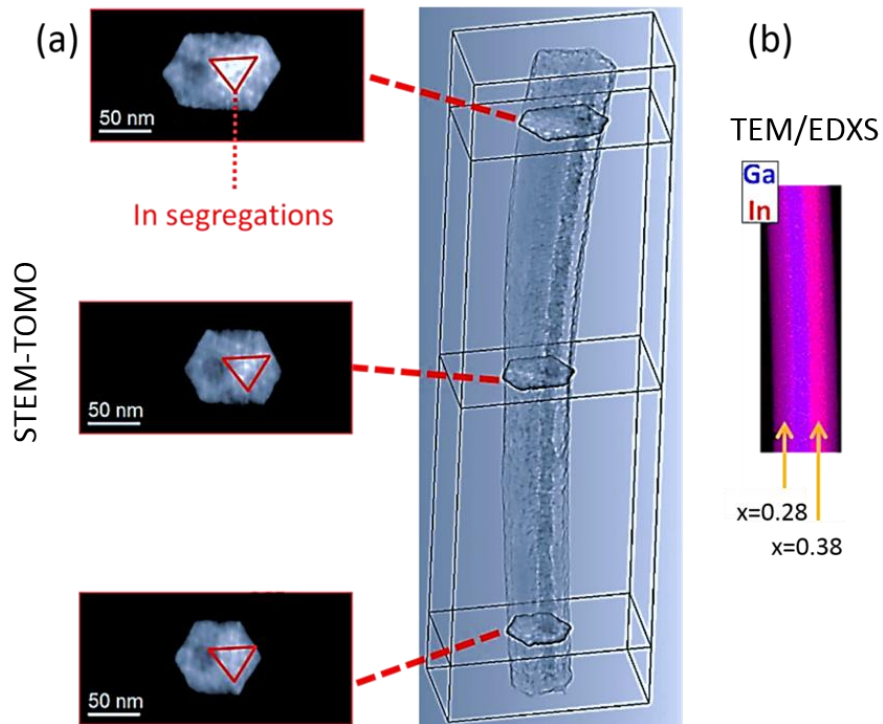 (a)
50 nm
In segregations
50 nm
50 nm
STEM-TOMO
(b)
TEM/EDXS
Ga
In
x=0.28
x=0.38